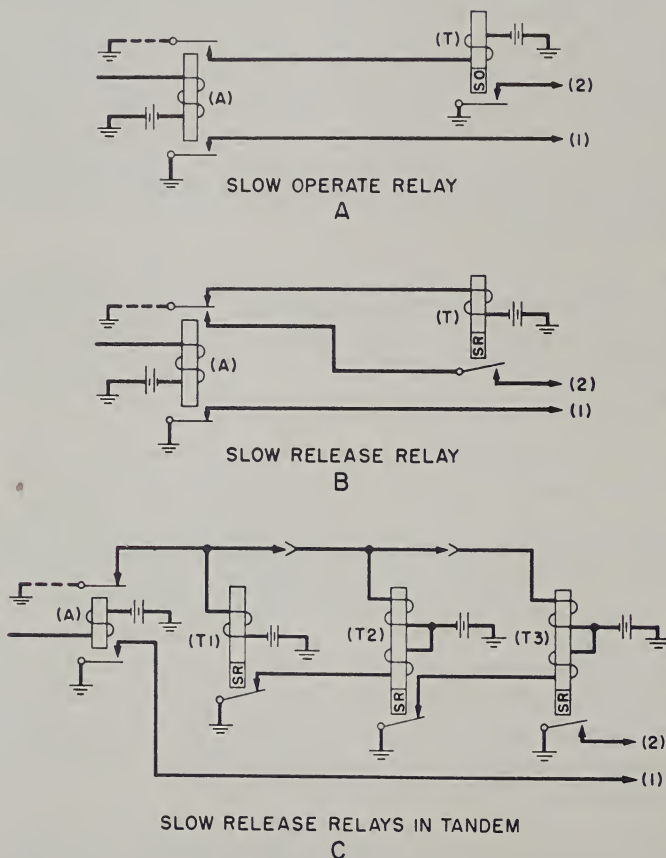 (T)
(A)
SO
(2)
(1)
SLOW OPERATE RELAY
A
(T)
(A)
SR
(2)
(1)
SLOW RELEASE RELAY
B
(A)
(T1)
(T2)
(T3)
SR
SR
SR
(2)
(1)
SLOW RELEASE RELAYS IN TANDEM
C